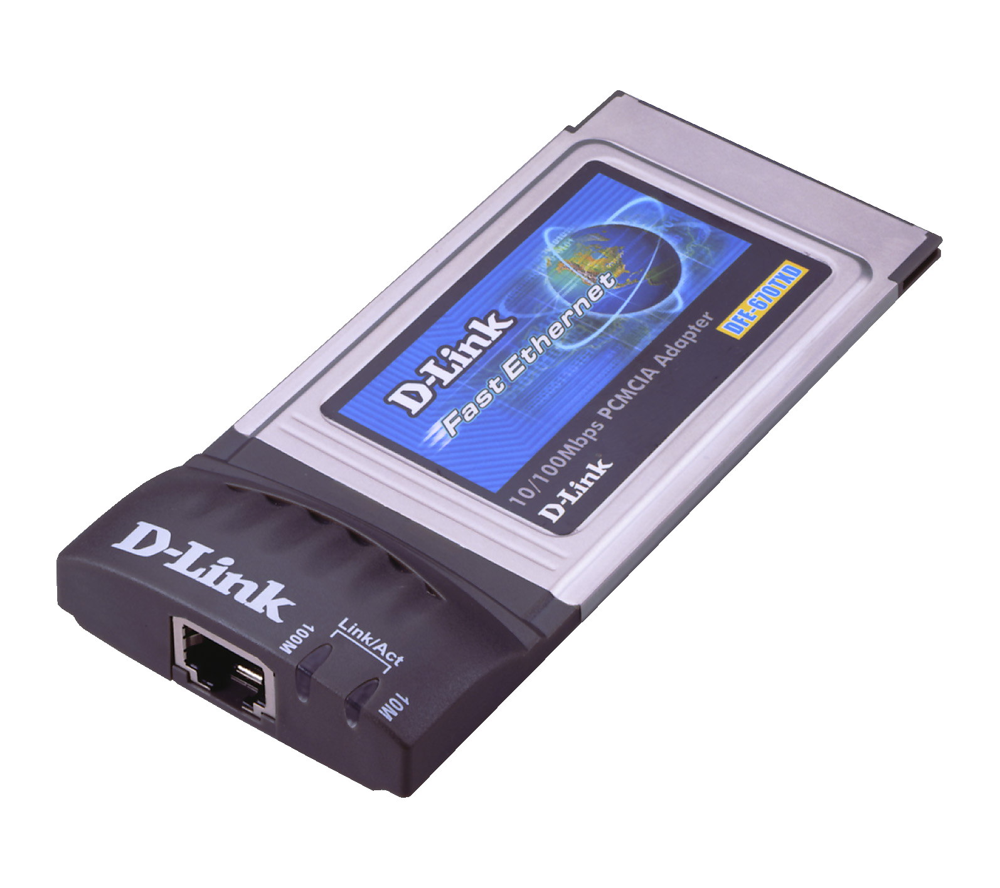 D-Link
Fast Ethernet
10/100Mbps PCMCIA Adapter
DFE-670TXD
D-Link
D-Link
100M
Link/Act
10M